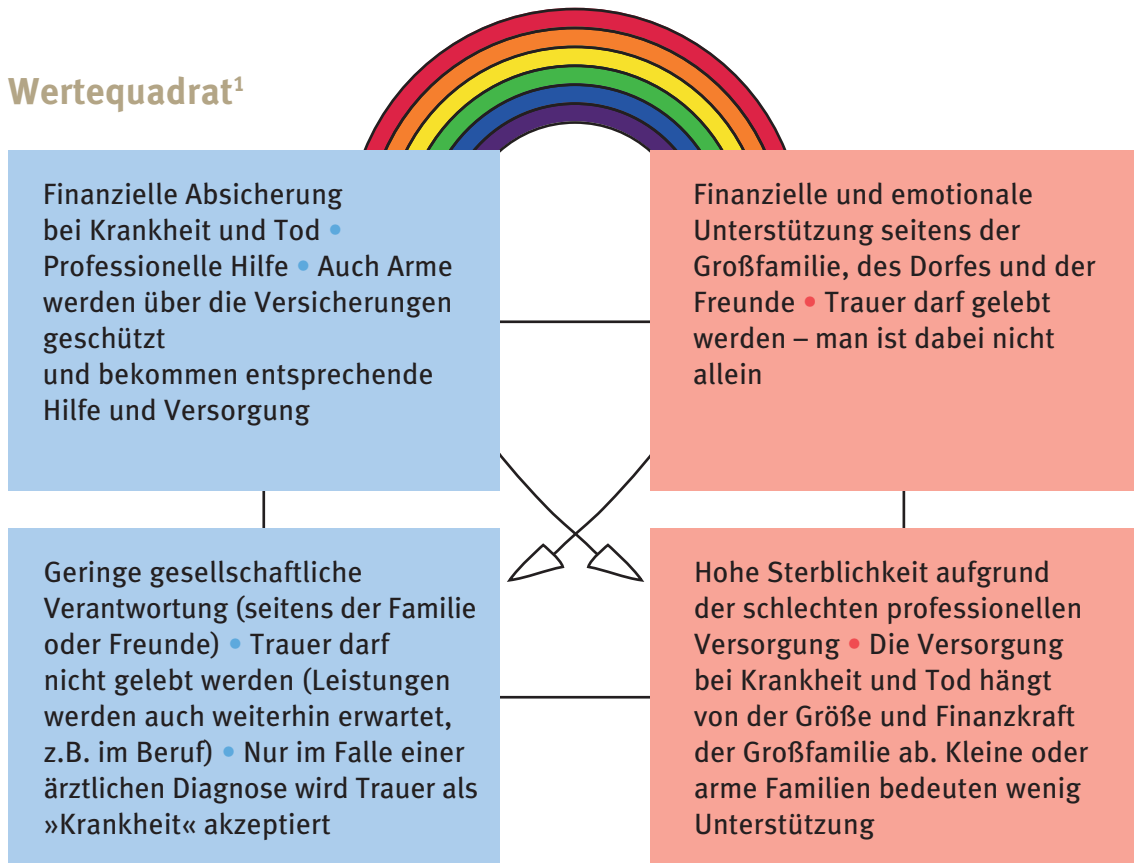 Wertequadrat¹
Finanzielle Absicherung
bei Krankheit und Tod •
Professionelle Hilfe • Auch Arme
werden über die Versicherungen
geschützt
und bekommen entsprechende
Hilfe und Versorgung
Finanzielle und emotionale
Unterstützung seitens der
Großfamilie, des Dorfes und der
Freunde • Trauer darf gelebt
werden – man ist dabei nicht
allein
Geringe gesellschaftliche
Verantwortung (seitens der Familie
oder Freunde) • Trauer darf
nicht gelebt werden (Leistungen
werden auch weiterhin erwartet,
z.B. im Beruf) • Nur im Falle einer
ärztlichen Diagnose wird Trauer als
»Krankheit« akzeptiert
Hohe Sterblichkeit aufgrund
der schlechten professionellen
Versorgung • Die Versorgung
bei Krankheit und Tod hängt
von der Größe und Finanzkraft
der Großfamilie ab. Kleine oder
arme Familien bedeuten wenig
Unterstützung